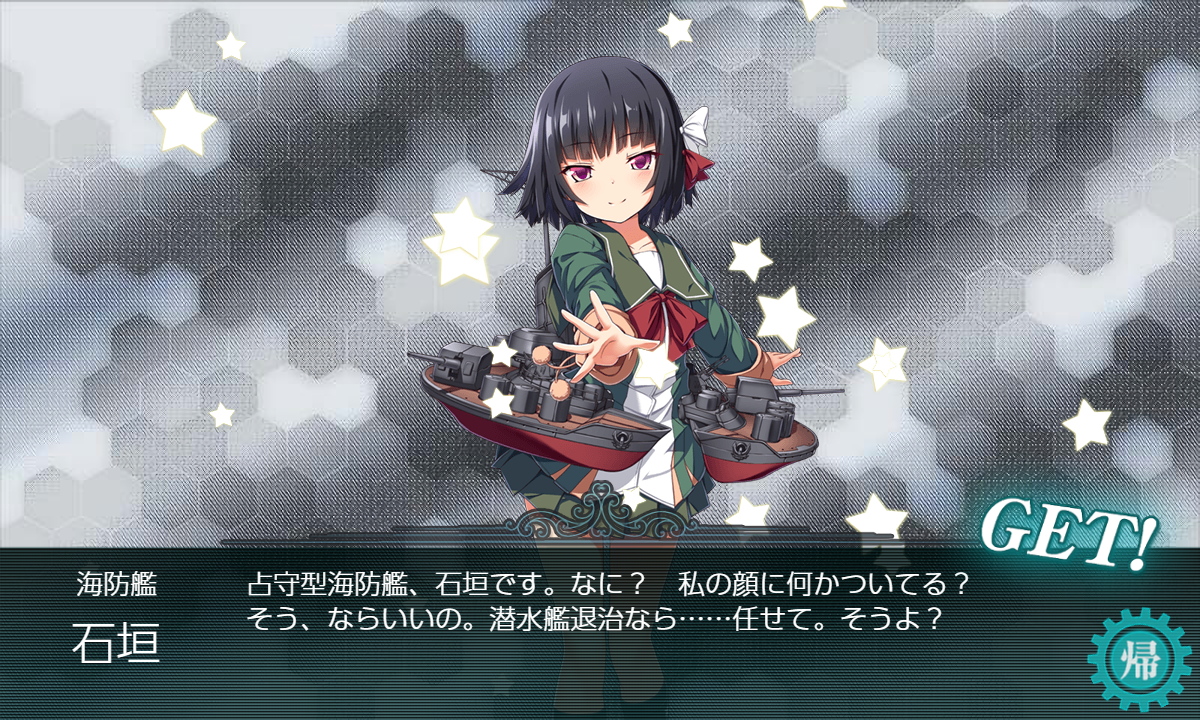 GET!
海防艦
石垣
占守型海防艦、石垣です。なに？　私の顔に何かついてる？
そう、ならいいの。潜水艦退治なら……任せて。そうよ？
帰